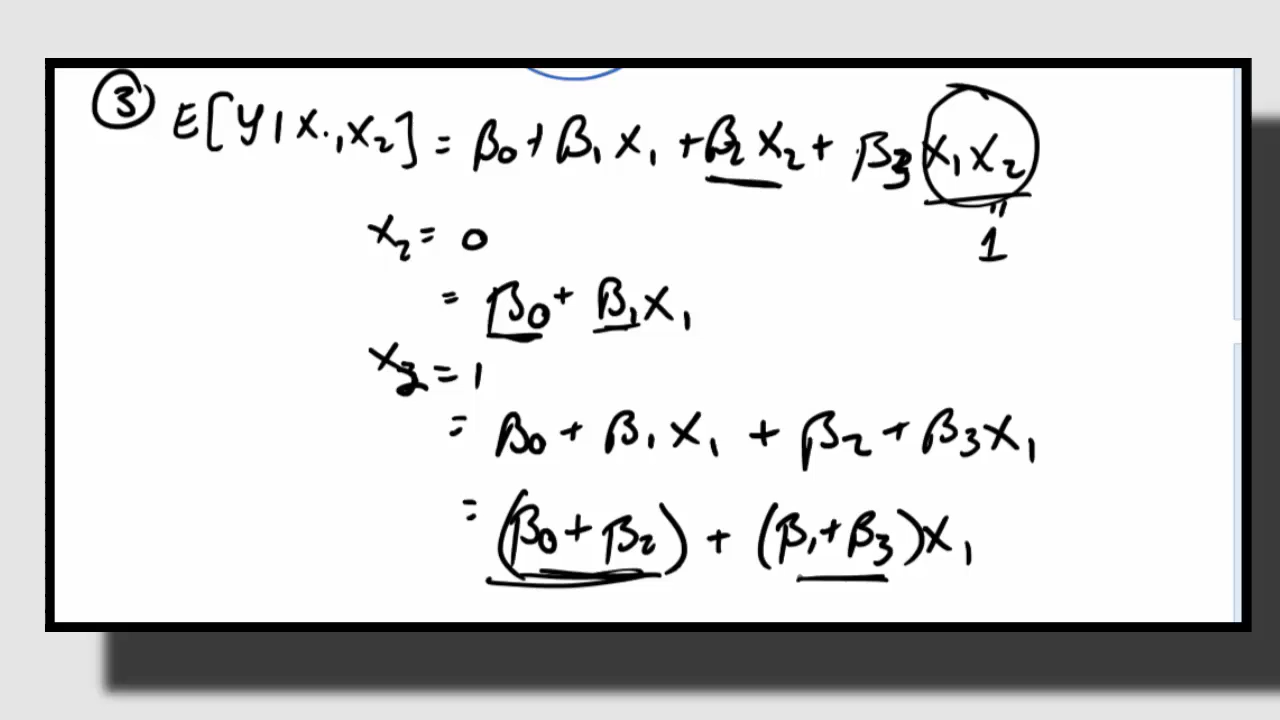 ③ E[Y|X₁,X₂] = β₀ + β₁X₁ + β₂X₂ + β₃X₁X₂
X₂ = 0
"
1
= β₀ + β₁X₁
X₂ = 1
= β₀ + β₁X₁ + β₂ + β₃X₁
= (β₀ + β₂) + (β₁ + β₃)X₁